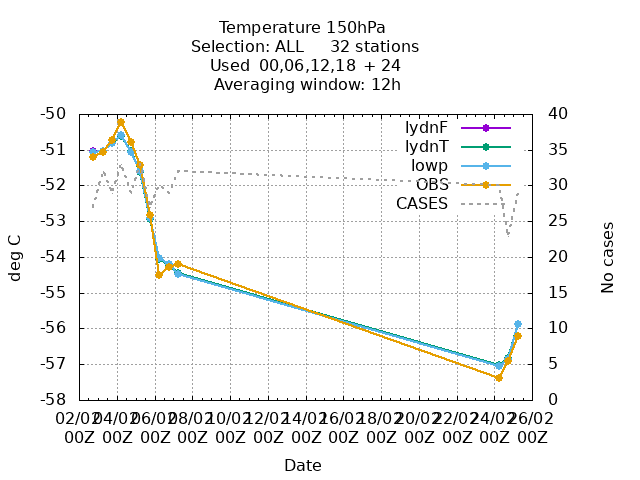 Temperature 150hPa
Selection: ALL 32 stations
Used 00,06,12,18 + 24
Averaging window: 12h
-50 40
-51 35
-52 30
-53 25
-54 20
-55 15
-56 10
-57 5
-58 0
lydnF
lydnT
lowp
OBS
CASES
deg C
No cases
02/02 04/02 06/02 08/02 10/02 12/02 14/02 16/02 18/02 20/02 22/02 24/02 26/02
00Z 00Z 00Z 00Z 00Z 00Z 00Z 00Z 00Z 00Z 00Z 00Z 00Z
Date